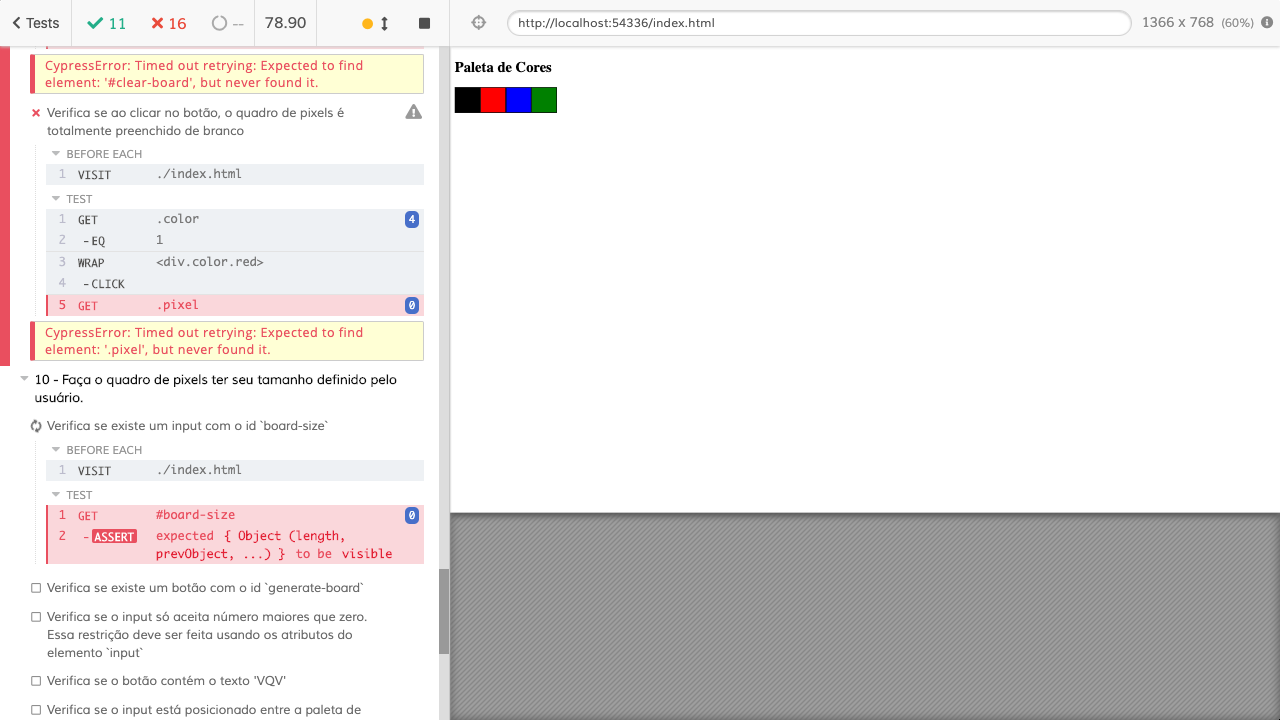 Tests
11
16
--
78.90
http://localhost:54336/index.html
1366 x 768 (60%)
CypressError: Timed out retrying: Expected to find
element: '#clear-board', but never found it.
Verifica se ao clicar no botão, o quadro de pixels é
totalmente preenchido de branco
BEFORE EACH
1 VISIT ./index.html
TEST
1 GET .color 4
2 -EQ 1
3 WRAP <div.color.red>
4 -CLICK
5 GET .pixel 0
CypressError: Timed out retrying: Expected to find
element: '.pixel', but never found it.
10 - Faça o quadro de pixels ter seu tamanho definido pelo
usuário.
Verifica se existe um input com o id `board-size`
BEFORE EACH
1 VISIT ./index.html
TEST
1 GET #board-size 0
2 -ASSERT expected { Object (length,
prevObject, ...) } to be visible
Verifica se existe um botão com o id `generate-board`
Verifica se o input só aceita número maiores que zero.
Essa restrição deve ser feita usando os atributos do
elemento `input`
Verifica se o botão contém o texto 'VQV'
Verifica se o input está posicionado entre a paleta de
Paleta de Cores